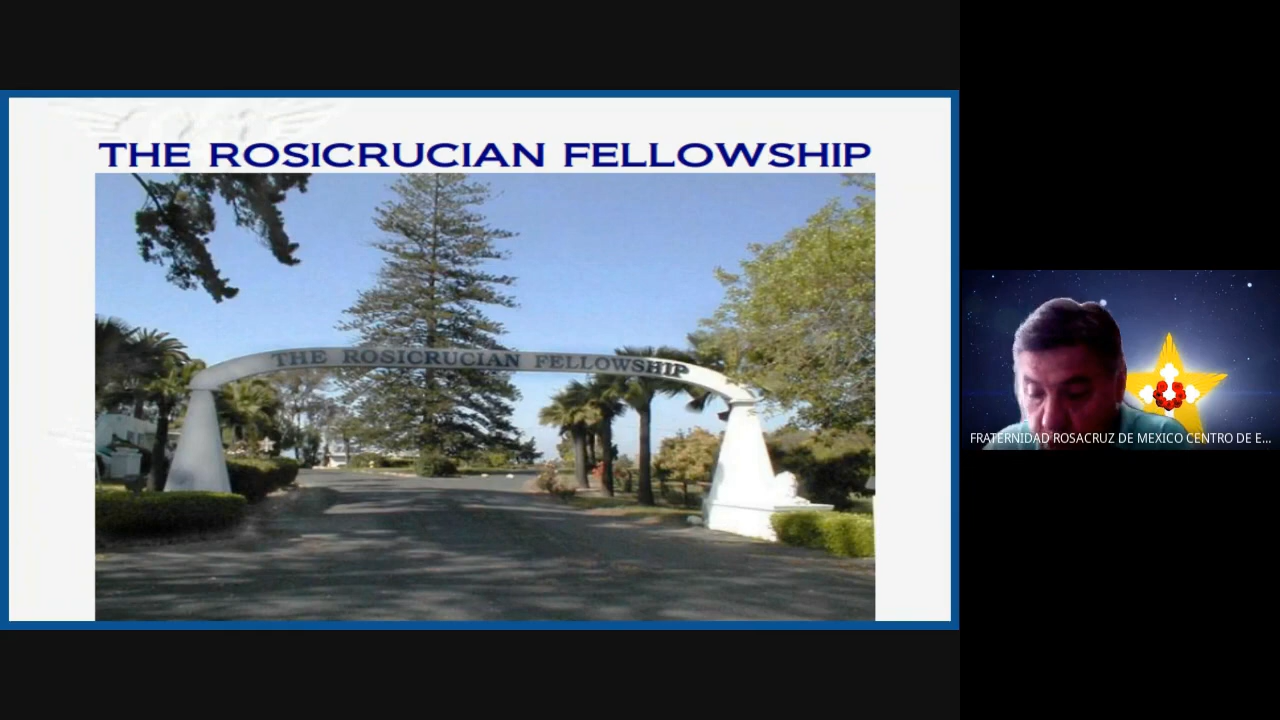 THE ROSICRUCIAN FELLOWSHIP
THE ROSICRUCIAN FELLOWSHIP
FRATERNIDAD ROSACRUZ DE MEXICO CENTRO DE E...